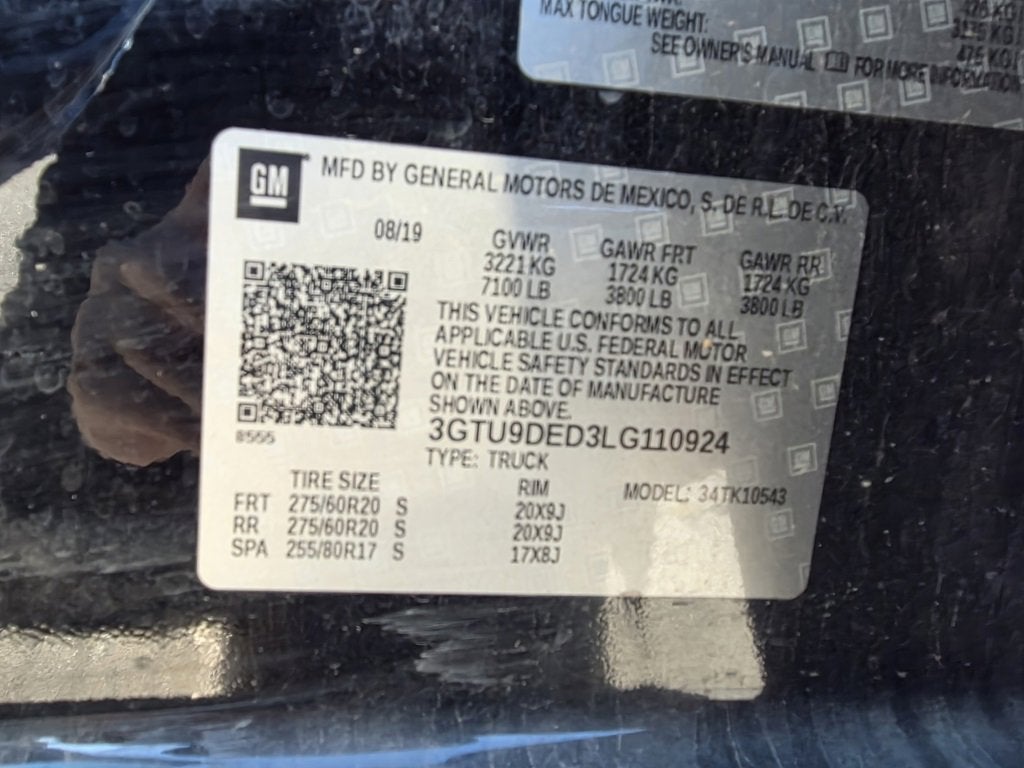 MAX TONGUE WEIGHT:
3175 KG
475 KG
SEE OWNER'S MANUAL FOR MORE INFORMATION
GM
MFD BY GENERAL MOTORS DE MEXICO, S. DE R.L. DE C.V.
08/19
GVWR GAWR FRT GAWR RR
3221 KG 1724 KG 1724 KG
7100 LB 3800 LB 3800 LB
THIS VEHICLE CONFORMS TO ALL
APPLICABLE U.S. FEDERAL MOTOR
VEHICLE SAFETY STANDARDS IN EFFECT
ON THE DATE OF MANUFACTURE
SHOWN ABOVE.
8555
3GTU9DED3LG110924
TYPE: TRUCK
TIRE SIZE RIM MODEL: 34TK10543
FRT 275/60R20 S 20X9J
RR 275/60R20 S 20X9J
SPA 255/80R17 S 17X8J